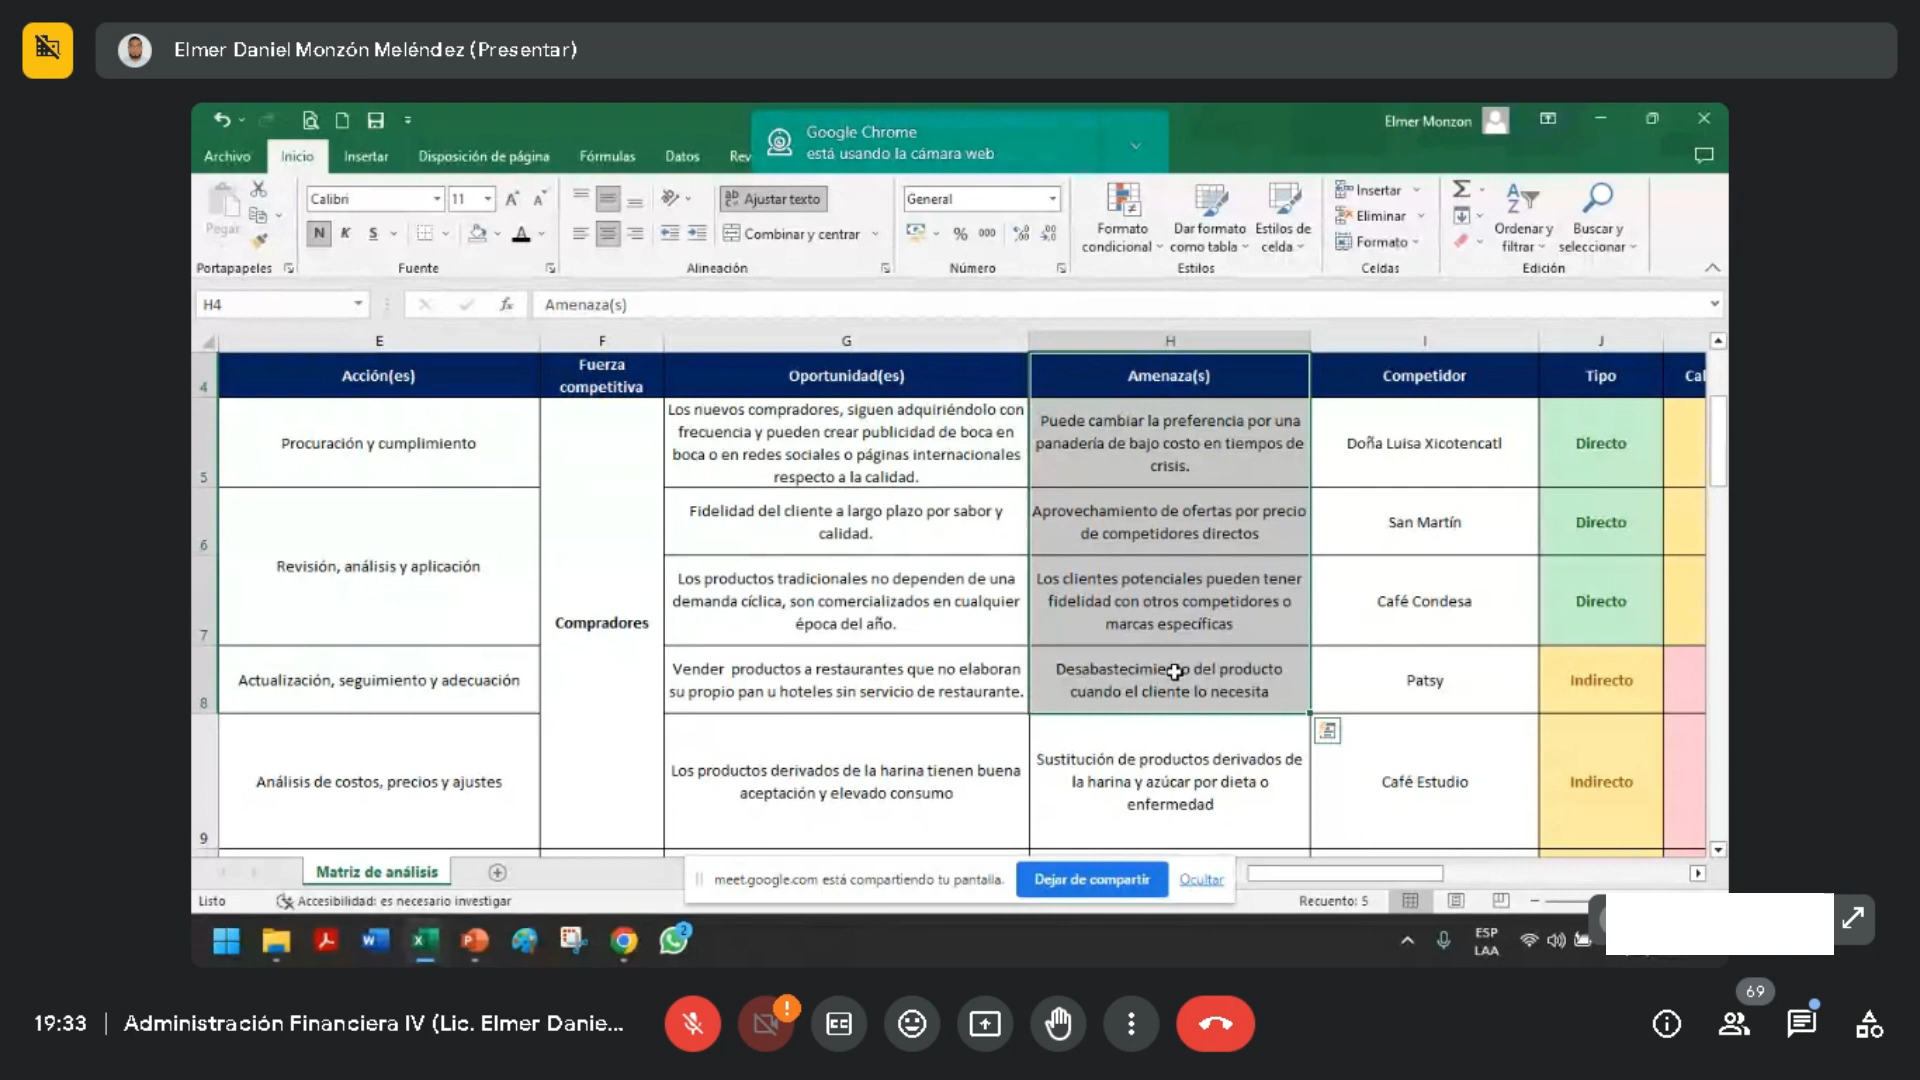 Elmer Daniel Monzón Meléndez (Presentar)
Elmer Monzon
Google Chrome
está usando la cámara web
Archivo
Inicio
Insertar
Disposición de página
Fórmulas
Datos
Rev
Pegar
Calibri
11
N
K
S
Ajustar texto
Combinar y centrar
General
%
000
Formato
condicional
Dar formato
como tabla
Estilos de
celda
Insertar
Eliminar
Formato
Ordenar y
filtrar
Buscar y
seleccionar
Portapapeles
Fuente
Alineación
Número
Estilos
Celdas
Edición
H4
fx
Amenaza(s)
E
F
G
H
I
J
4
Acción(es)
Fuerza
competitiva
Oportunidad(es)
Amenaza(s)
Competidor
Tipo
Cal
5
Procuración y cumplimiento
Los nuevos compradores, siguen adquiriéndolo con
frecuencia y pueden crear publicidad de boca en
boca o en redes sociales o páginas internacionales
respecto a la calidad.
Puede cambiar la preferencia por una
panadería de bajo costo en tiempos de
crisis.
Doña Luisa Xicotencatl
Directo
6
Revisión, análisis y aplicación
Fidelidad del cliente a largo plazo por sabor y
calidad.
Aprovechamiento de ofertas por precio
de competidores directos
San Martín
Directo
7
Compradores
Los productos tradicionales no dependen de una
demanda cíclica, son comercializados en cualquier
época del año.
Los clientes potenciales pueden tener
fidelidad con otros competidores o
marcas específicas
Café Condesa
Directo
8
Actualización, seguimiento y adecuación
Vender productos a restaurantes que no elaboran
su propio pan u hoteles sin servicio de restaurante.
Desabastecimiento del producto
cuando el cliente lo necesita
Patsy
Indirecto
9
Análisis de costos, precios y ajustes
Los productos derivados de la harina tienen buena
aceptación y elevado consumo
Sustitución de productos derivados de
la harina y azúcar por dieta o
enfermedad
Café Estudio
Indirecto
Matriz de análisis
meet.google.com está compartiendo tu pantalla.
Dejar de compartir
Ocultar
Listo
Accesibilidad: es necesario investigar
Recuento: 5
2
ESP
LAA
69
19:33 | Administración Financiera IV (Lic. Elmer Danie...